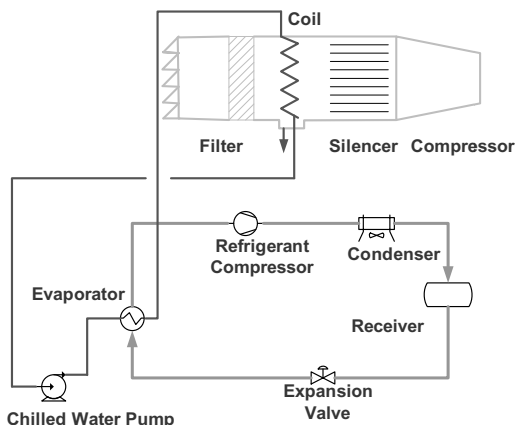 Coil
Filter
Silencer
Compressor
Refrigerant
Compressor
Condenser
Evaporator
Receiver
Expansion
Valve
Chilled Water Pump